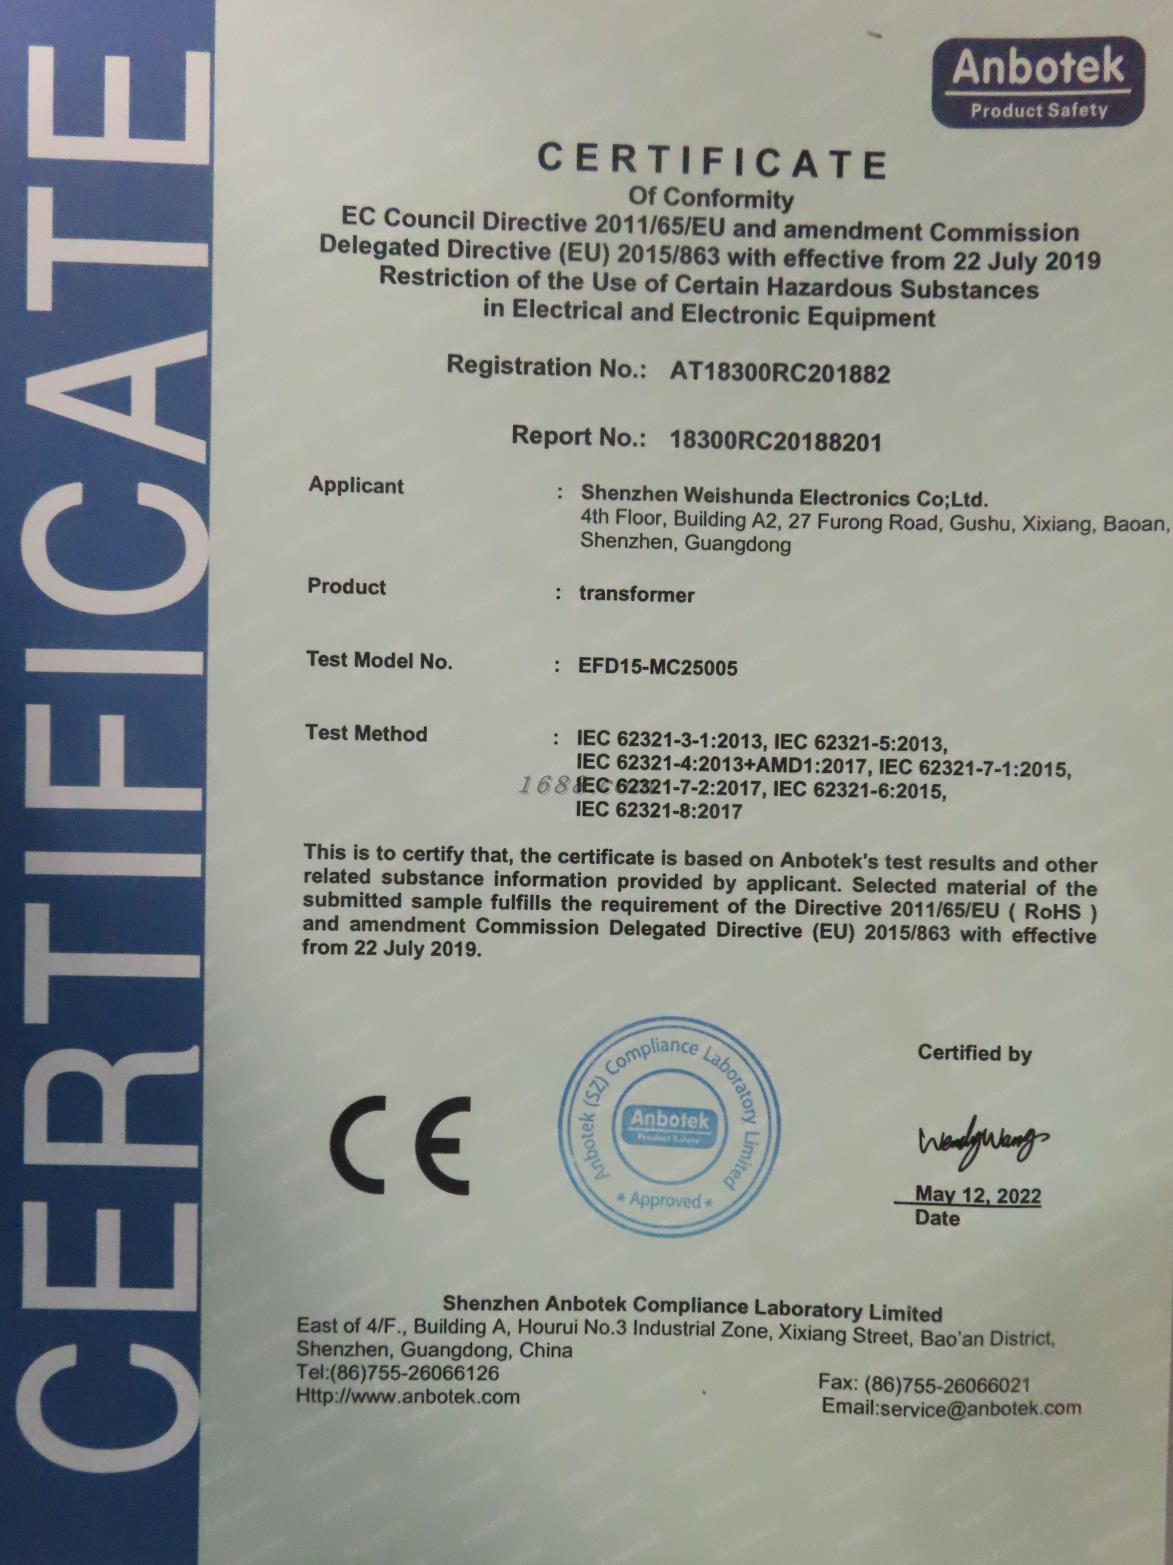 CERTIFICATE
Anbotek
Product Safety
CERTIFICATE
Of Conformity
EC Council Directive 2011/65/EU and amendment Commission
Delegated Directive (EU) 2015/863 with effective from 22 July 2019
Restriction of the Use of Certain Hazardous Substances
in Electrical and Electronic Equipment
Registration No.: AT18300RC201882
Report No.: 18300RC20188201
Applicant : Shenzhen Weishunda Electronics Co;Ltd.
4th Floor, Building A2, 27 Furong Road, Gushu, Xixiang, Baoan,
Shenzhen, Guangdong
Product : transformer
Test Model No. : EFD15-MC25005
Test Method : IEC 62321-3-1:2013, IEC 62321-5:2013,
IEC 62321-4:2013+AMD1:2017, IEC 62321-7-1:2015,
IEC 62321-7-2:2017, IEC 62321-6:2015,
IEC 62321-8:2017
This is to certify that, the certificate is based on Anbotek's test results and other
related substance information provided by applicant. Selected material of the
submitted sample fulfills the requirement of the Directive 2011/65/EU ( RoHS )
and amendment Commission Delegated Directive (EU) 2015/863 with effective
from 22 July 2019.
CE
Anbotek (SZ) Compliance Laboratory Limited
Anbotek
Product Safety
* Approved *
Certified by
WendyWang
May 12, 2022
Date
Shenzhen Anbotek Compliance Laboratory Limited
East of 4/F., Building A, Hourui No.3 Industrial Zone, Xixiang Street, Bao'an District,
Shenzhen, Guangdong, China
Tel:(86)755-26066126
Fax: (86)755-26066021
Http://www.anbotek.com
Email:service@anbotek.com